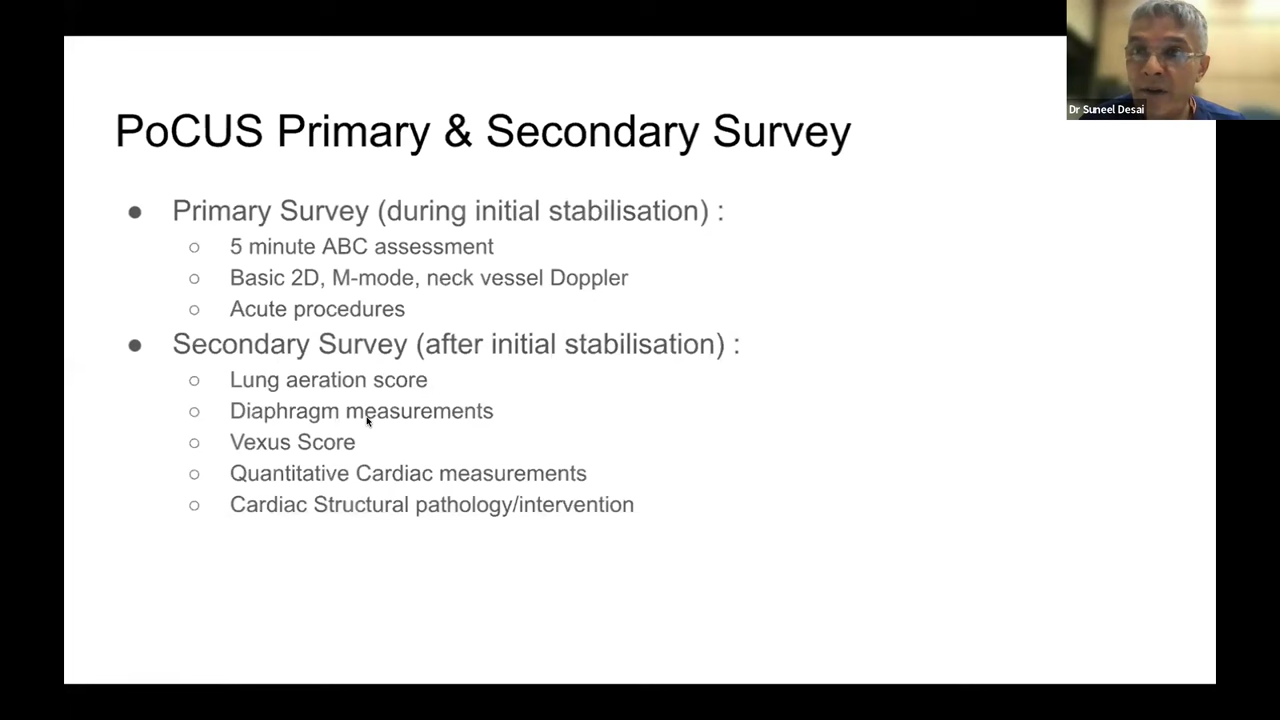 Dr Suneel Desai
PoCUS Primary & Secondary Survey
● Primary Survey (during initial stabilisation) :
○ 5 minute ABC assessment
○ Basic 2D, M-mode, neck vessel Doppler
○ Acute procedures
● Secondary Survey (after initial stabilisation) :
○ Lung aeration score
○ Diaphragm measurements
○ Vexus Score
○ Quantitative Cardiac measurements
○ Cardiac Structural pathology/intervention